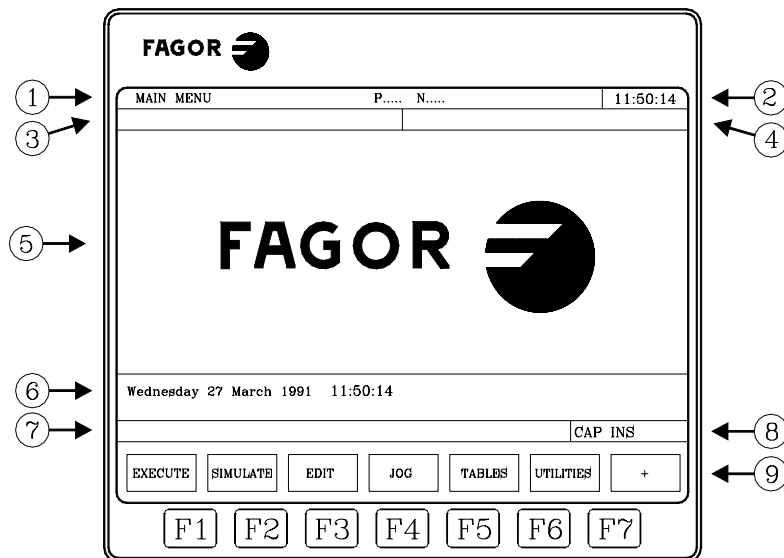 FAGOR
1
MAIN MENU P..... N..... 11:50:14
2
3
4
5
FAGOR
6
Wednesday 27 March 1991 11:50:14
7
CAP INS
8
EXECUTE SIMULATE EDIT JOG TABLES UTILITIES +
9
F1 F2 F3 F4 F5 F6 F7